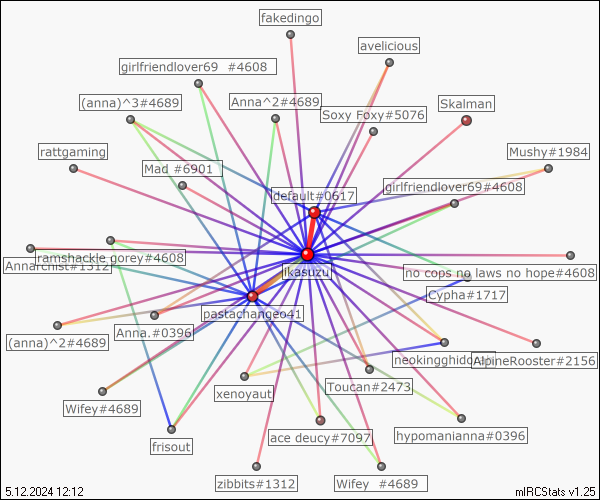 fakedingo
avelicious
girlfriendlover69 #4608
(anna)^3#4689
Anna^2#4689
Skalman
Soxy Foxy#5076
rattgaming
Mushy#1984
Mad #6901
girlfriendlover69#4608
default#0617
ramshackle gorey#4608
Annarchist#1312
ikasuzu
no cops no laws no hope#4608
Cypha#1717
pastachangeo41
Anna.#0396
(anna)^2#4689
AlpineRooster#2156
Toucan#2473
xenoyaut
Wifey#4689
hypomanianna#0396
ace deucy#7097
frisout
zibbits#1312
Wifey #4689
5.12.2024 12:12
mIRCStats v1.25